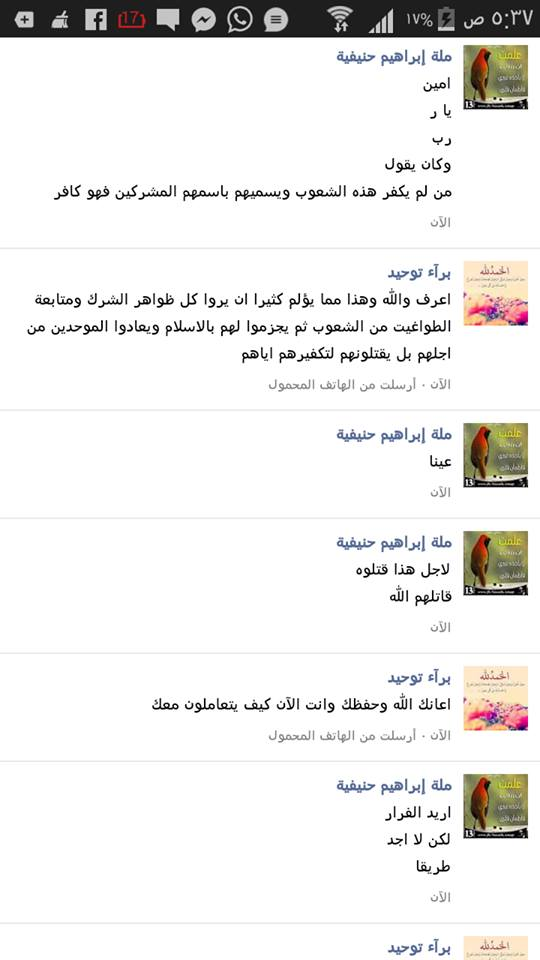 ٥:٣٧ ص
١٧%
17
ملة إبراهيم حنيفية
امين
يا ر
رب
وكان يقول
من لم يكفر هذه الشعوب ويسميهم باسمهم المشركين فهو كافر
الآن
برآء توحيد
اعرف والله وهذا مما يؤلم كثيرا ان يروا كل ظواهر الشرك ومتابعة
الطواغيت من الشعوب ثم يجزموا لهم بالاسلام ويعادوا الموحدين من
اجلهم بل يقتلونهم لتكفيرهم اياهم
الآن · أرسلت من الهاتف المحمول
ملة إبراهيم حنيفية
عينا
الآن
ملة إبراهيم حنيفية
لاجل هذا قتلوه
قاتلهم الله
الآن
برآء توحيد
اعانك الله وحفظك وانت الآن كيف يتعاملون معك
الآن · أرسلت من الهاتف المحمول
ملة إبراهيم حنيفية
اريد الفرار
لكن لا اجد
طريقا
الآن
برآء توحيد